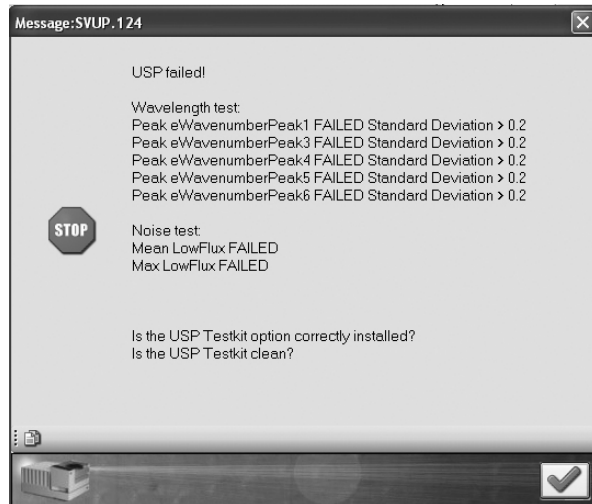 Message:SVUP.124
USP failed!
Wavelength test:
Peak eWavenumberPeak1 FAILED Standard Deviation > 0.2
Peak eWavenumberPeak3 FAILED Standard Deviation > 0.2
Peak eWavenumberPeak4 FAILED Standard Deviation > 0.2
Peak eWavenumberPeak5 FAILED Standard Deviation > 0.2
Peak eWavenumberPeak6 FAILED Standard Deviation > 0.2
STOP
Noise test:
Mean LowFlux FAILED
Max LowFlux FAILED
Is the USP Testkit option correctly installed?
Is the USP Testkit clean?